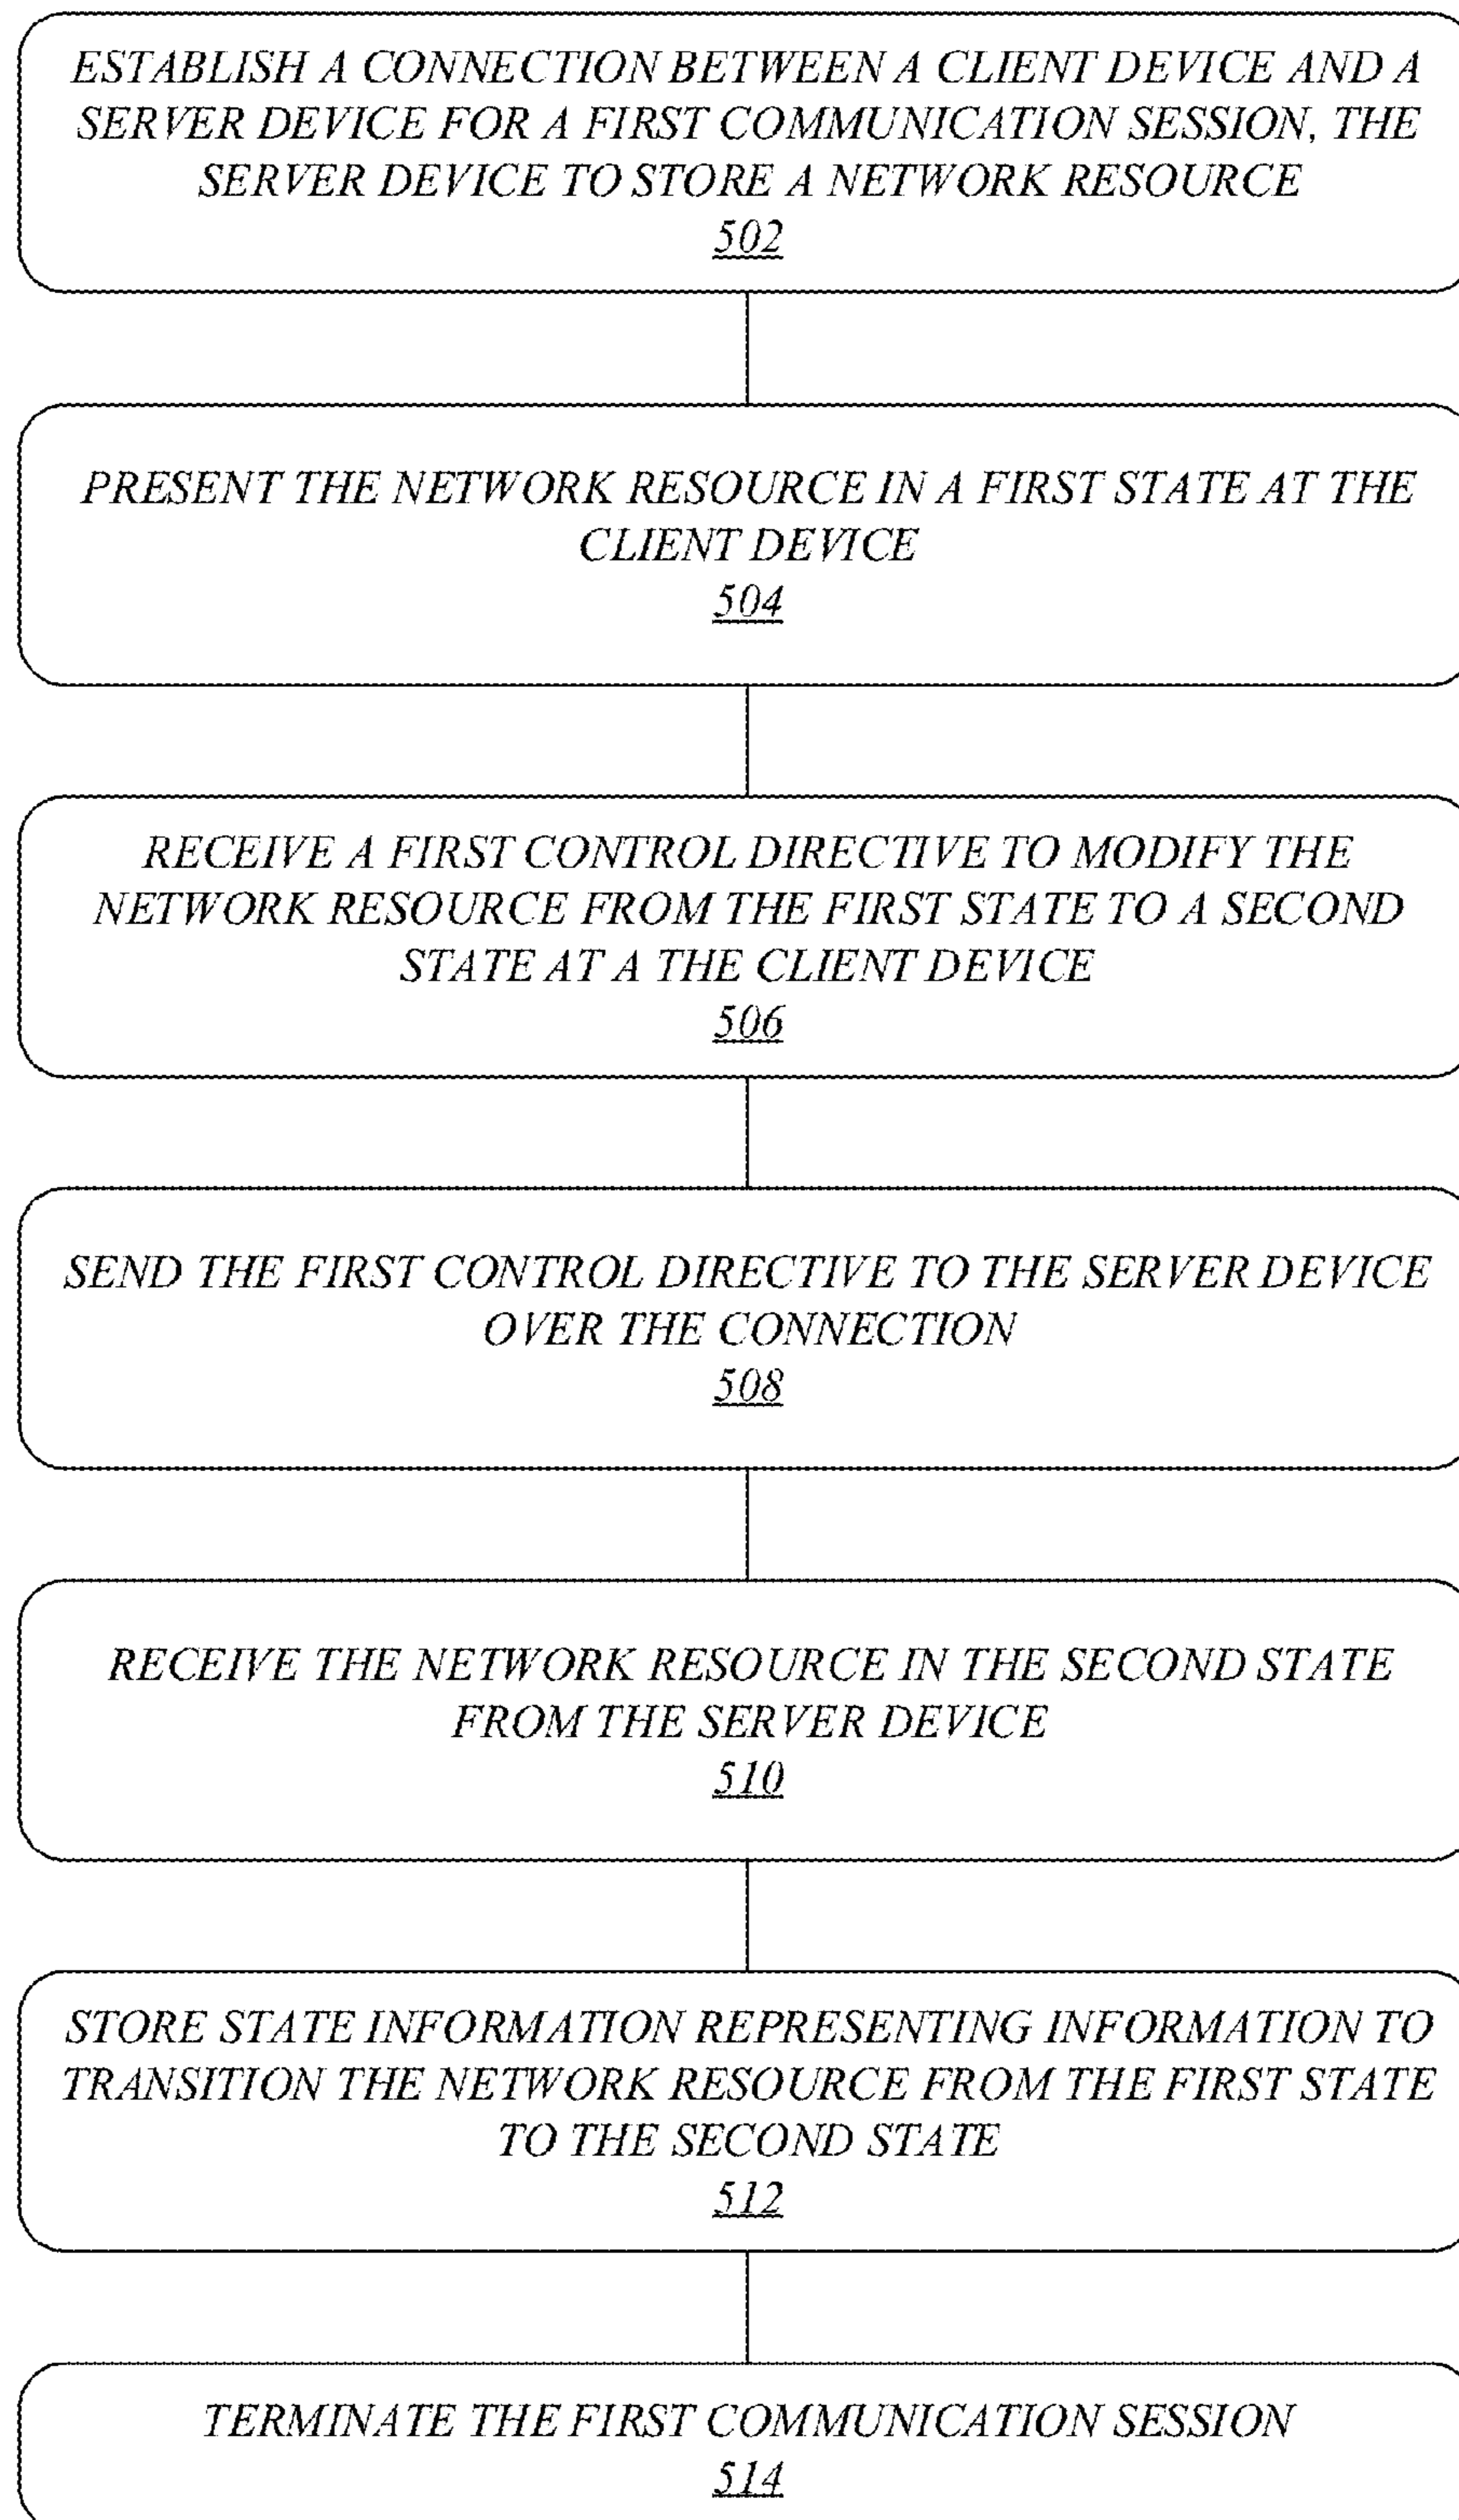 ESTABLISH A CONNECTION BETWEEN A CLIENT DEVICE AND A
SERVER DEVICE FOR A FIRST COMMUNICATION SESSION, THE
SERVER DEVICE TO STORE A NETWORK RESOURCE
502
PRESENT THE NETWORK RESOURCE IN A FIRST STATE AT THE
CLIENT DEVICE
504
RECEIVE A FIRST CONTROL DIRECTIVE TO MODIFY THE
NETWORK RESOURCE FROM THE FIRST STATE TO A SECOND
STATE AT A THE CLIENT DEVICE
506
SEND THE FIRST CONTROL DIRECTIVE TO THE SERVER DEVICE
OVER THE CONNECTION
508
RECEIVE THE NETWORK RESOURCE IN THE SECOND STATE
FROM THE SERVER DEVICE
510
STORE STATE INFORMATION REPRESENTING INFORMATION TO
TRANSITION THE NETWORK RESOURCE FROM THE FIRST STATE
TO THE SECOND STATE
512
TERMINATE THE FIRST COMMUNICATION SESSION
514